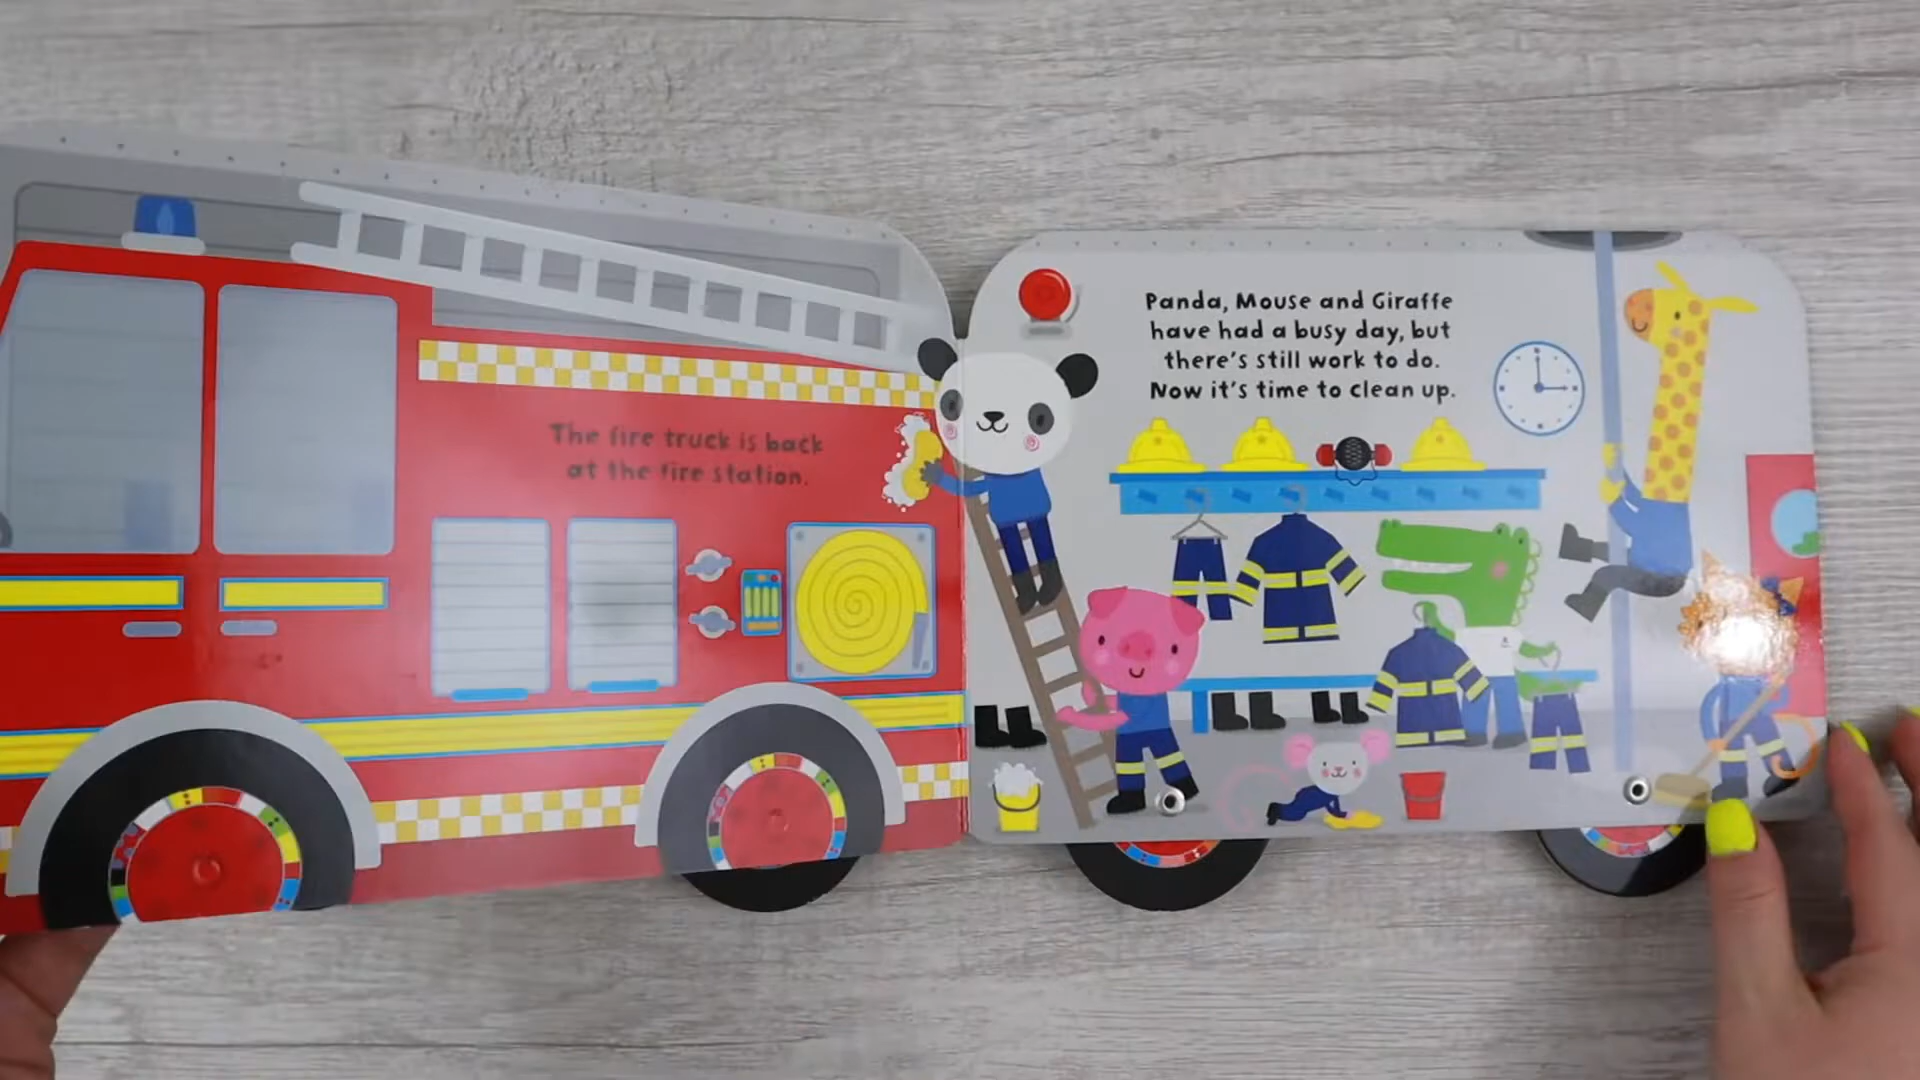 The fire truck is back
at the fire station.
Panda, Mouse and Giraffe
have had a busy day, but
there's still work to do.
Now it's time to clean up.